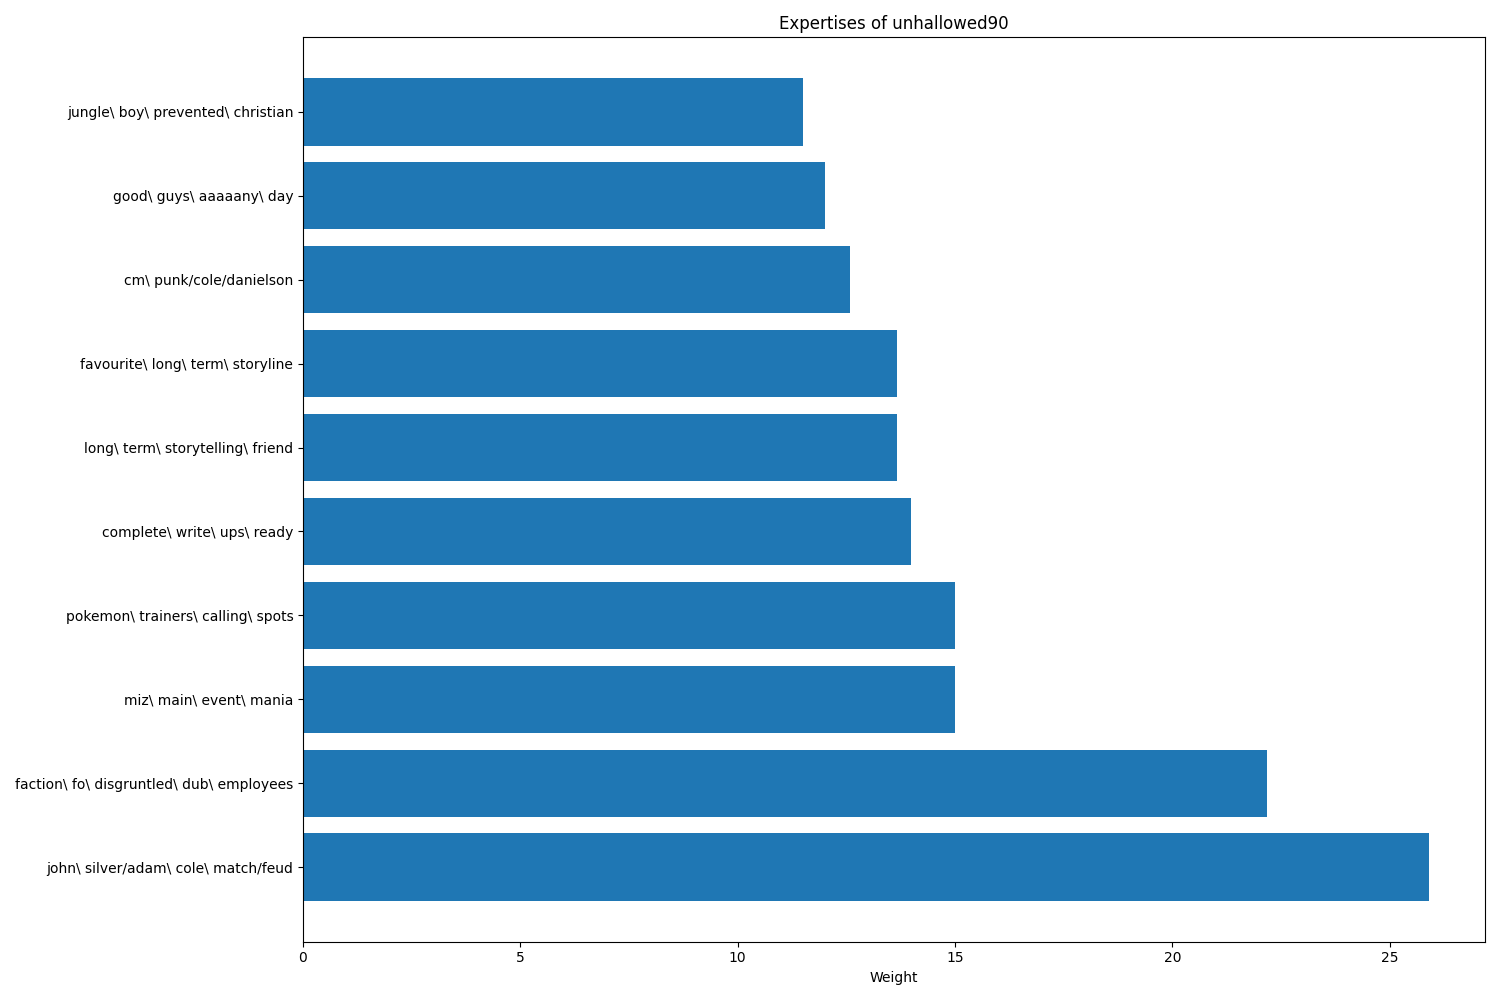 Expertises of unhallowed90
jungle\ boy\ prevented\ christian
good\ guys\ aaaaany\ day
cm\ punk/cole/danielson
favourite\ long\ term\ storyline
long\ term\ storytelling\ friend
complete\ write\ ups\ ready
pokemon\ trainers\ calling\ spots
miz\ main\ event\ mania
faction\ fo\ disgruntled\ dub\ employees
john\ silver/adam\ cole\ match/feud
0 5 10 15 20 25
Weight